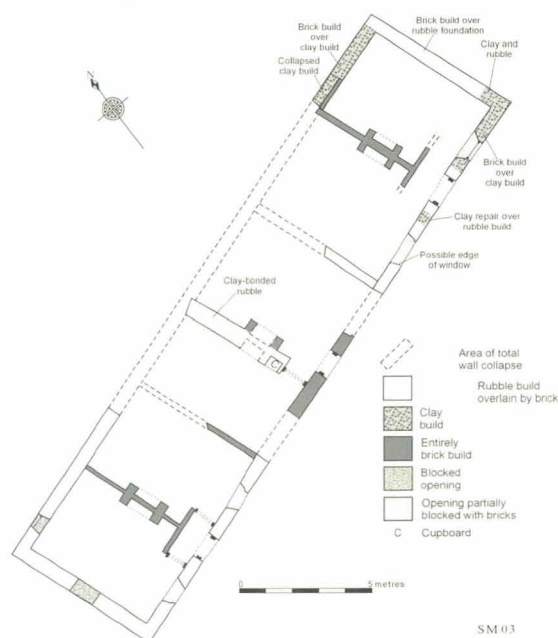 Brick build over
rubble foundation
Brick build
over
clay build
Clay and
rubble
Collapsed
clay build
N
Brick build
over
clay build
Clay repair over
rubble build
Possible edge
of window
Clay-bonded
rubble
C
Area of total
wall collapse
Rubble build
overlain by brick
Clay
build
Entirely
brick build
Blocked
opening
Opening partially
blocked with bricks
C Cupboard
0 5 metres
SM 03